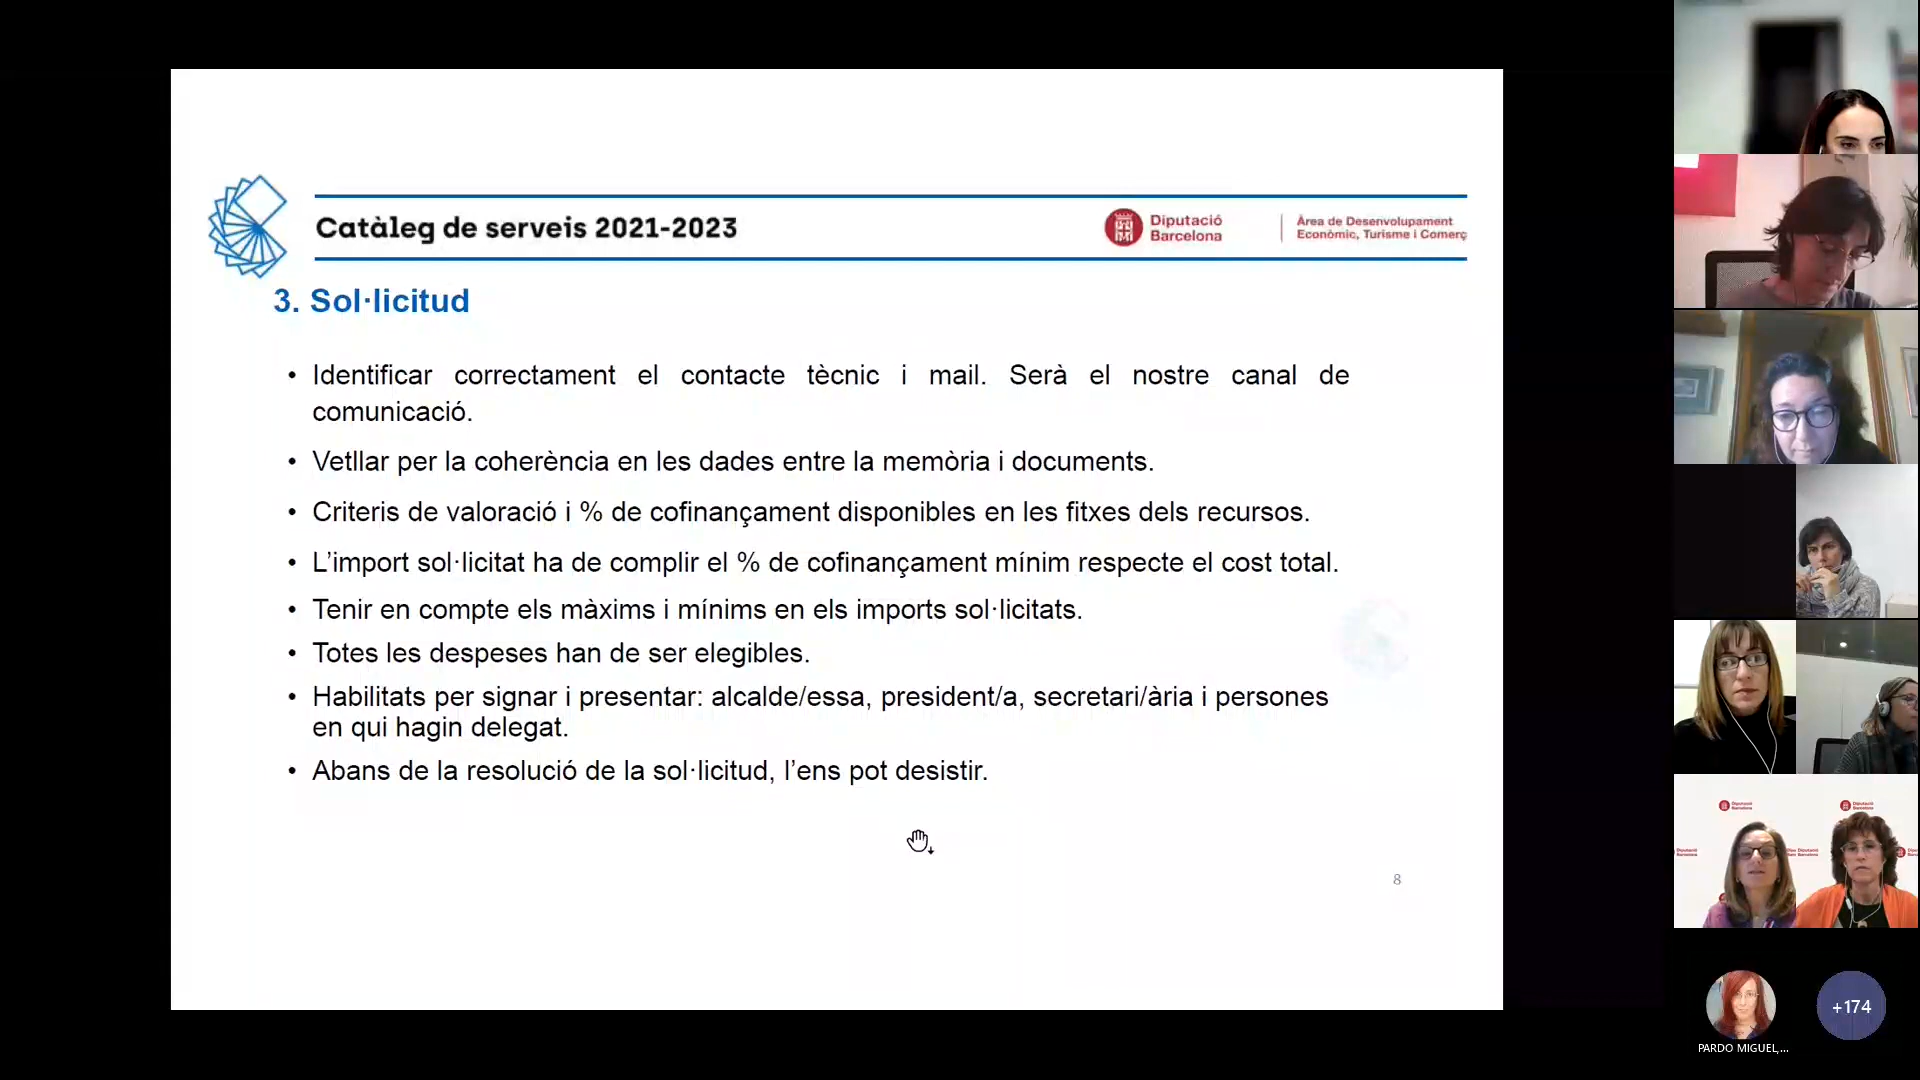 Catàleg de serveis 2021-2023
Diputació
Barcelona
Àrea de Desenvolupament
Econòmic, Turisme i Comerç
3. Sol·licitud
• Identificar correctament el contacte tècnic i mail. Serà el nostre canal de
comunicació.
• Vetllar per la coherència en les dades entre la memòria i documents.
• Criteris de valoració i % de cofinançament disponibles en les fitxes dels recursos.
• L’import sol·licitat ha de complir el % de cofinançament mínim respecte el cost total.
• Tenir en compte els màxims i mínims en els imports sol·licitats.
• Totes les despeses han de ser elegibles.
• Habilitats per signar i presentar: alcalde/essa, president/a, secretari/ària i persones
en qui hagin delegat.
• Abans de la resolució de la sol·licitud, l’ens pot desistir.
8
Diputació
Barcelona
Diputació
Barcelona
+174
PARDO MIGUEL,...